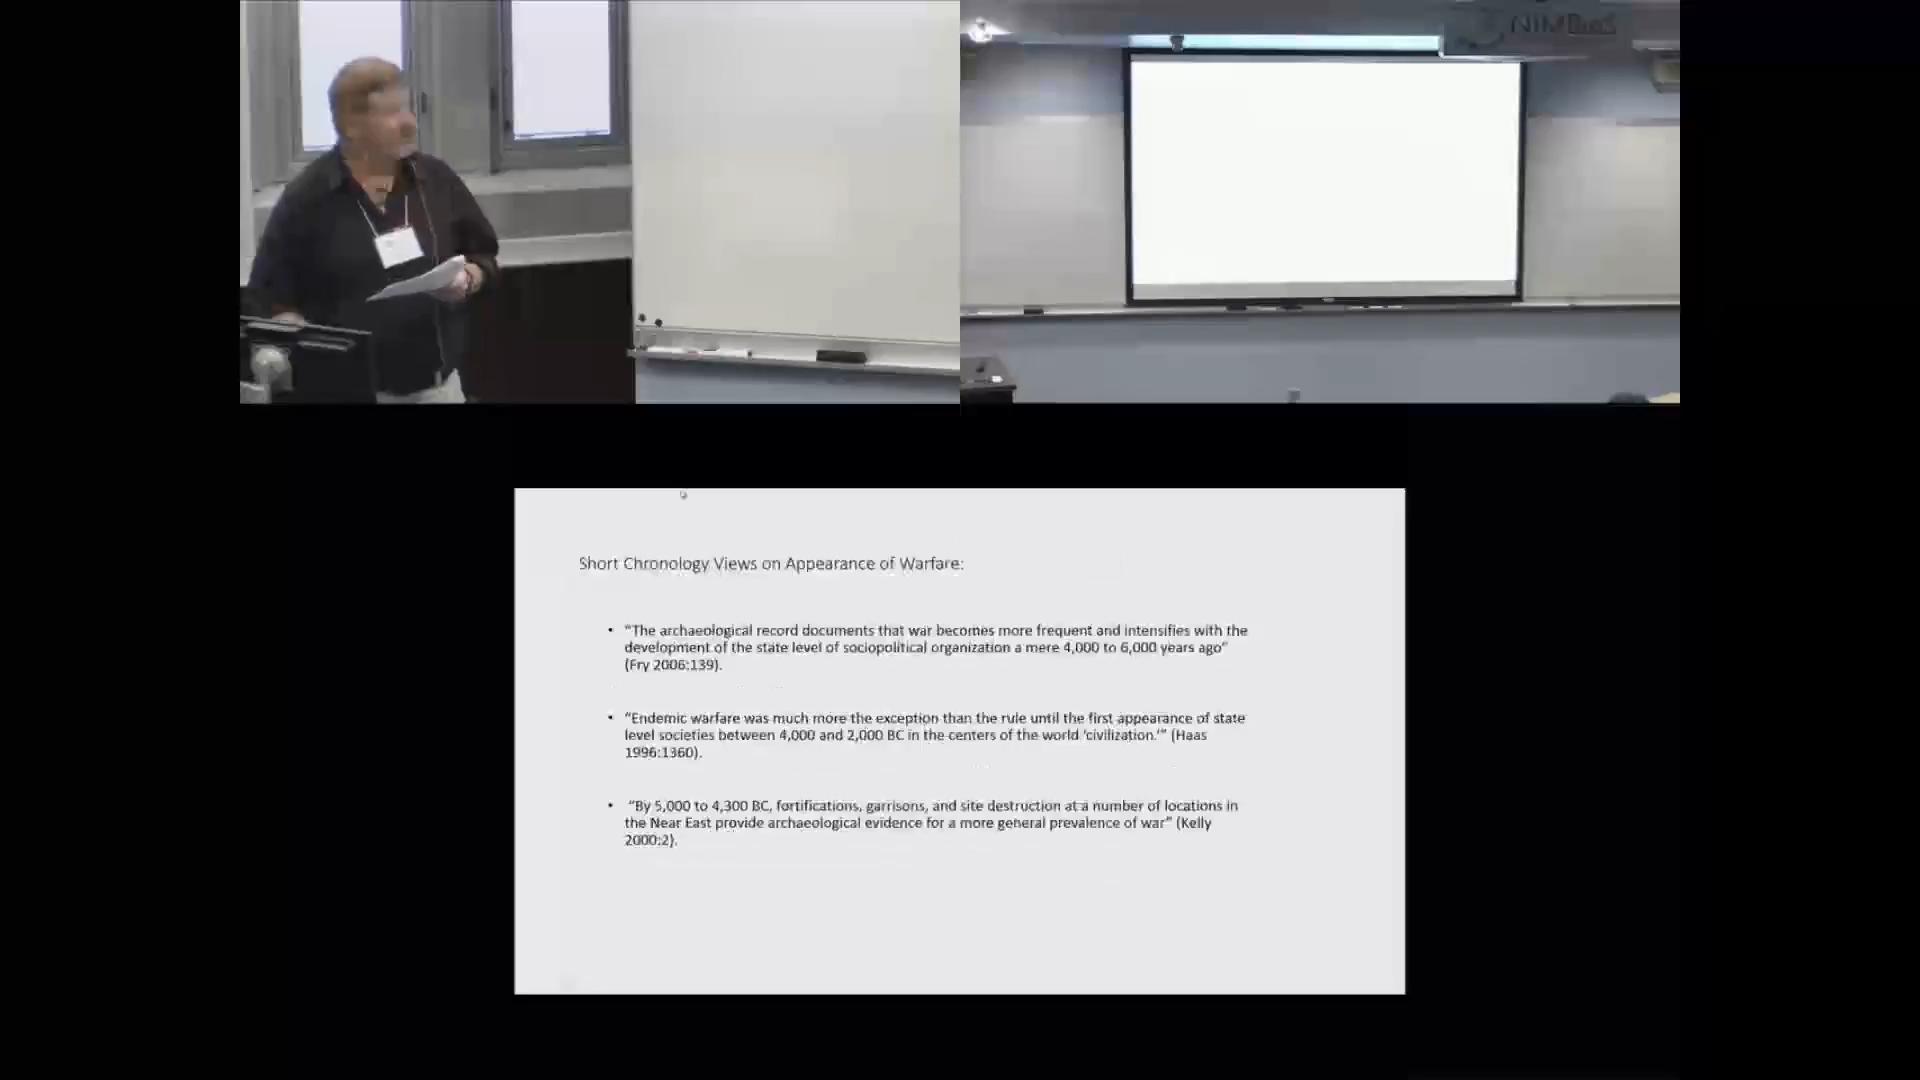 NIMBioS
Short Chronology Views on Appearance of Warfare:
• “The archaeological record documents that war becomes more frequent and intensifies with the
development of the state level of sociopolitical organization a mere 4,000 to 6,000 years ago”
(Fry 2006:139).
• “Endemic warfare was much more the exception than the rule until the first appearance of state
level societies between 4,000 and 2,000 BC in the centers of the world ‘civilization.’” (Haas
1996:1360).
• “By 5,000 to 4,300 BC, fortifications, garrisons, and site destruction at a number of locations in
the Near East provide archaeological evidence for a more general prevalence of war” (Kelly
2000:2).